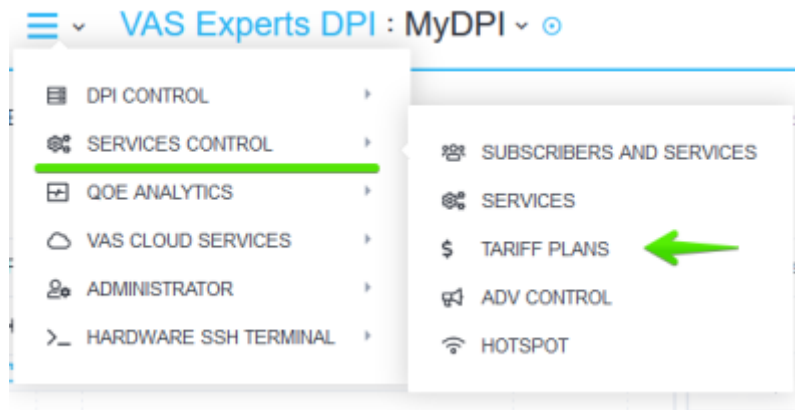 VAS Experts DPI : MyDPI
DPI CONTROL
SERVICES CONTROL
QOE ANALYTICS
VAS CLOUD SERVICES
ADMINISTRATOR
HARDWARE SSH TERMINAL
SUBSCRIBERS AND SERVICES
SERVICES
TARIFF PLANS
ADV CONTROL
HOTSPOT